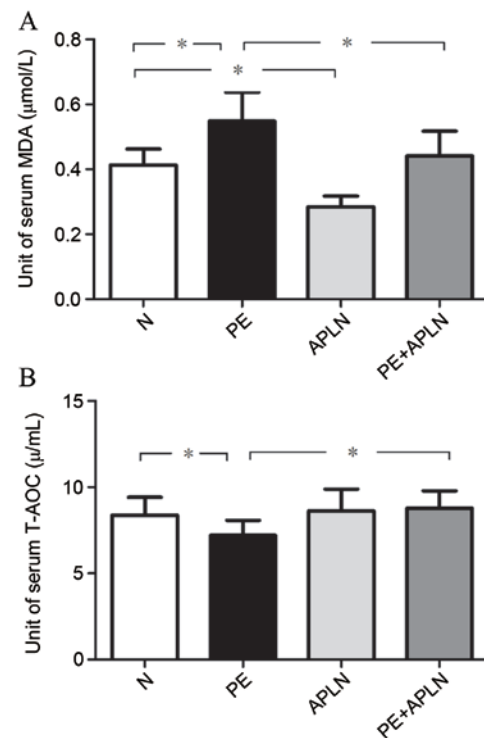 A
Unit of serum MDA (μmol/L)
0.8
0.6
0.4
0.2
0.0
* *
*
N PE APLN PE+APLN
B
Unit of serum T-AOC (μ/mL)
15
10
5
0
* *
N PE APLN PE+APLN